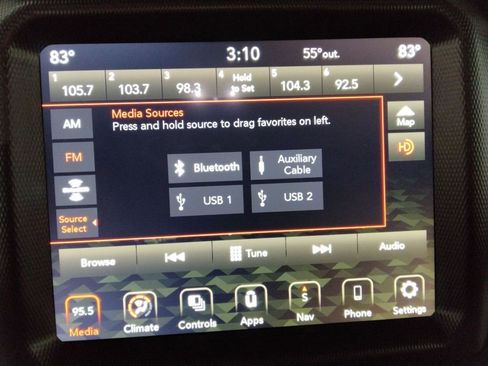 83° 3:10 55°out. 83°
1 2 3 4 5 6
105.7 103.7 98.3 Hold to Set 104.3 92.5 >
Media Sources
Press and hold source to drag favorites on left.
AM
FM
Source Select
Bluetooth Auxiliary Cable
USB 1 USB 2
Map
HD
Browse Tune Audio
95.5 S
Media Climate Controls Apps Nav Phone Settings